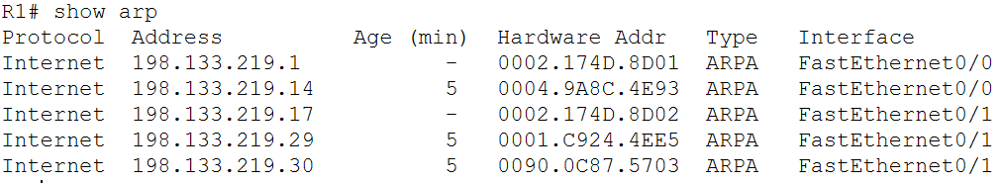 R1# show arp
Protocol  Address          Age (min)  Hardware Addr   Type   Interface
Internet  198.133.219.1           -   0002.174D.8D01  ARPA   FastEthernet0/0
Internet  198.133.219.14          5   0004.9A8C.4E93  ARPA   FastEthernet0/0
Internet  198.133.219.17          -   0002.174D.8D02  ARPA   FastEthernet0/1
Internet  198.133.219.29          5   0001.C924.4EE5  ARPA   FastEthernet0/1
Internet  198.133.219.30          5   0090.0C87.5703  ARPA   FastEthernet0/1